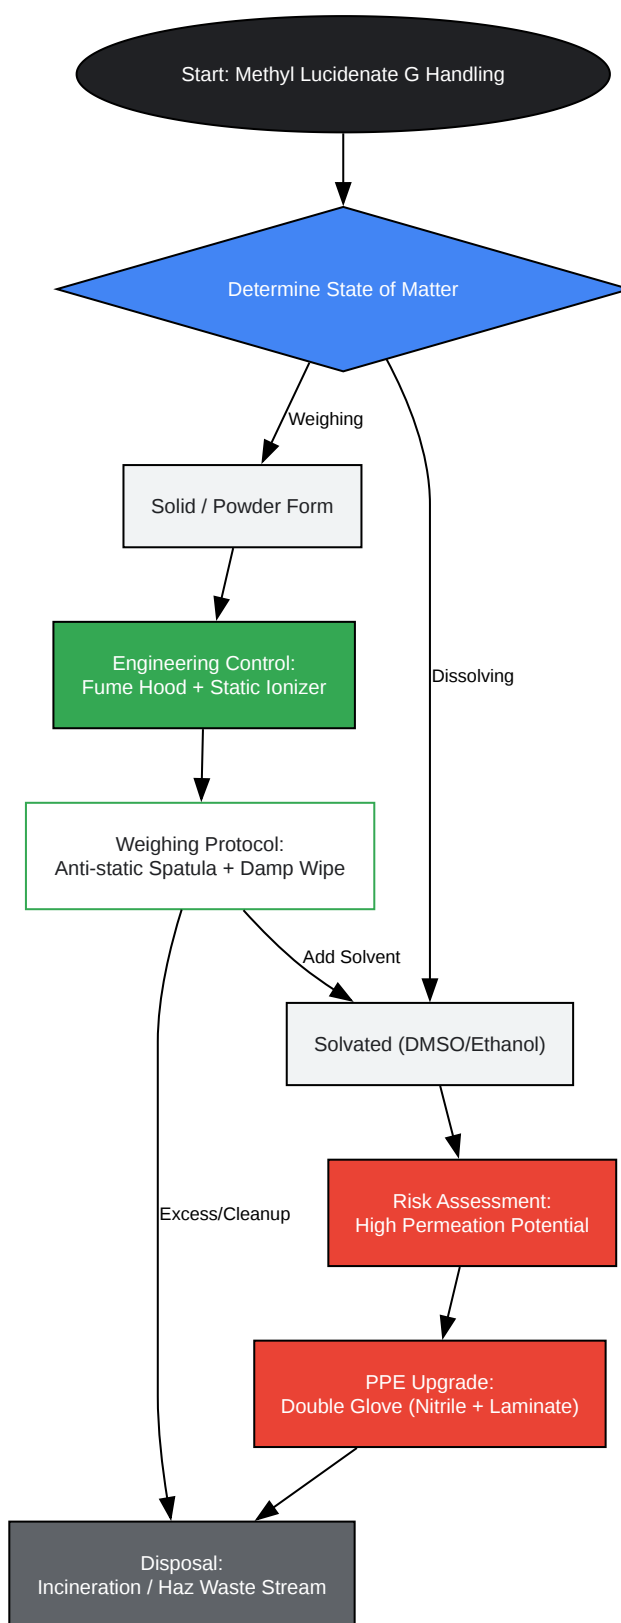 Start: Methyl Lucidenate G Handling
Determine State of Matter
Weighing
Solid / Powder Form
Engineering Control:
Fume Hood + Static Ionizer
Dissolving
Weighing Protocol:
Anti-static Spatula + Damp Wipe
Add Solvent
Solvated (DMSO/Ethanol)
Risk Assessment:
High Permeation Potential
Excess/Cleanup
PPE Upgrade:
Double Glove (Nitrile + Laminate)
Disposal:
Incineration / Haz Waste Stream